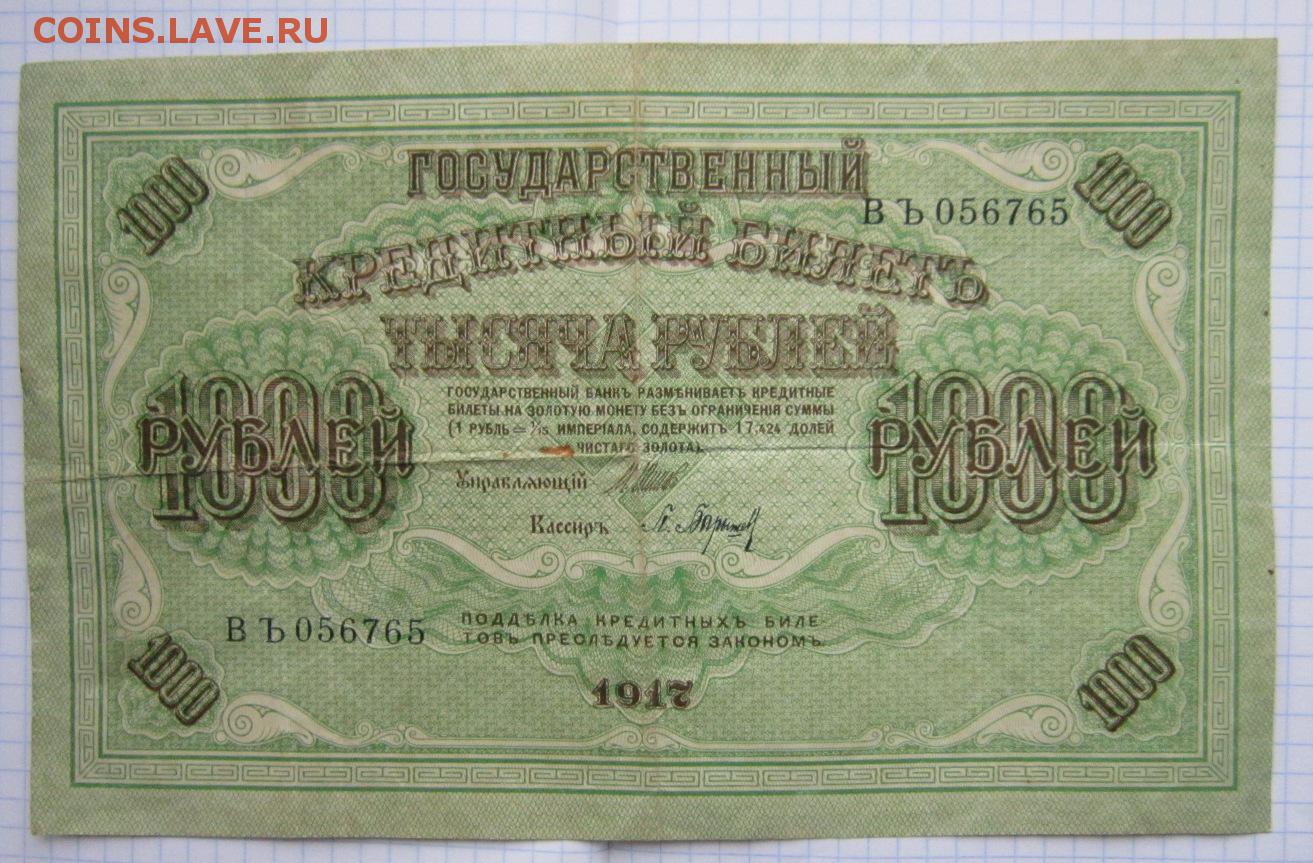 COINS.LAVE.RU
1000
1000
ГОСУДАРСТВЕННЫЙ
ВЪ 056765
КРЕДИТНЫЙ БИЛЕТЪ
ТЫСЯЧА РУБЛЕЙ
1000
РУБЛЕЙ
1000
РУБЛЕЙ
ГОСУДАРСТВЕННЫЙ БАНКЪ РАЗМѢНИВАЕТЪ КРЕДИТНЫЕ
БИЛЕТЫ НА ЗОЛОТУЮ МОНЕТУ БЕЗЪ ОГРАНИЧЕНІЯ СУММЫ
(1 РУБЛЬ = 1/15 ИМПЕРІАЛА, СОДЕРЖИТЪ 17,424 ДОЛЕЙ
ЧИСТАГО ЗОЛОТА).
Управляющій
Кассиръ
ВЪ 056765
ПОДДѢЛКА КРЕДИТНЫХЪ БИЛЕ-
ТОВЪ ПРЕСЛѢДУЕТСЯ ЗАКОНОМЪ.
1917
1000
1000